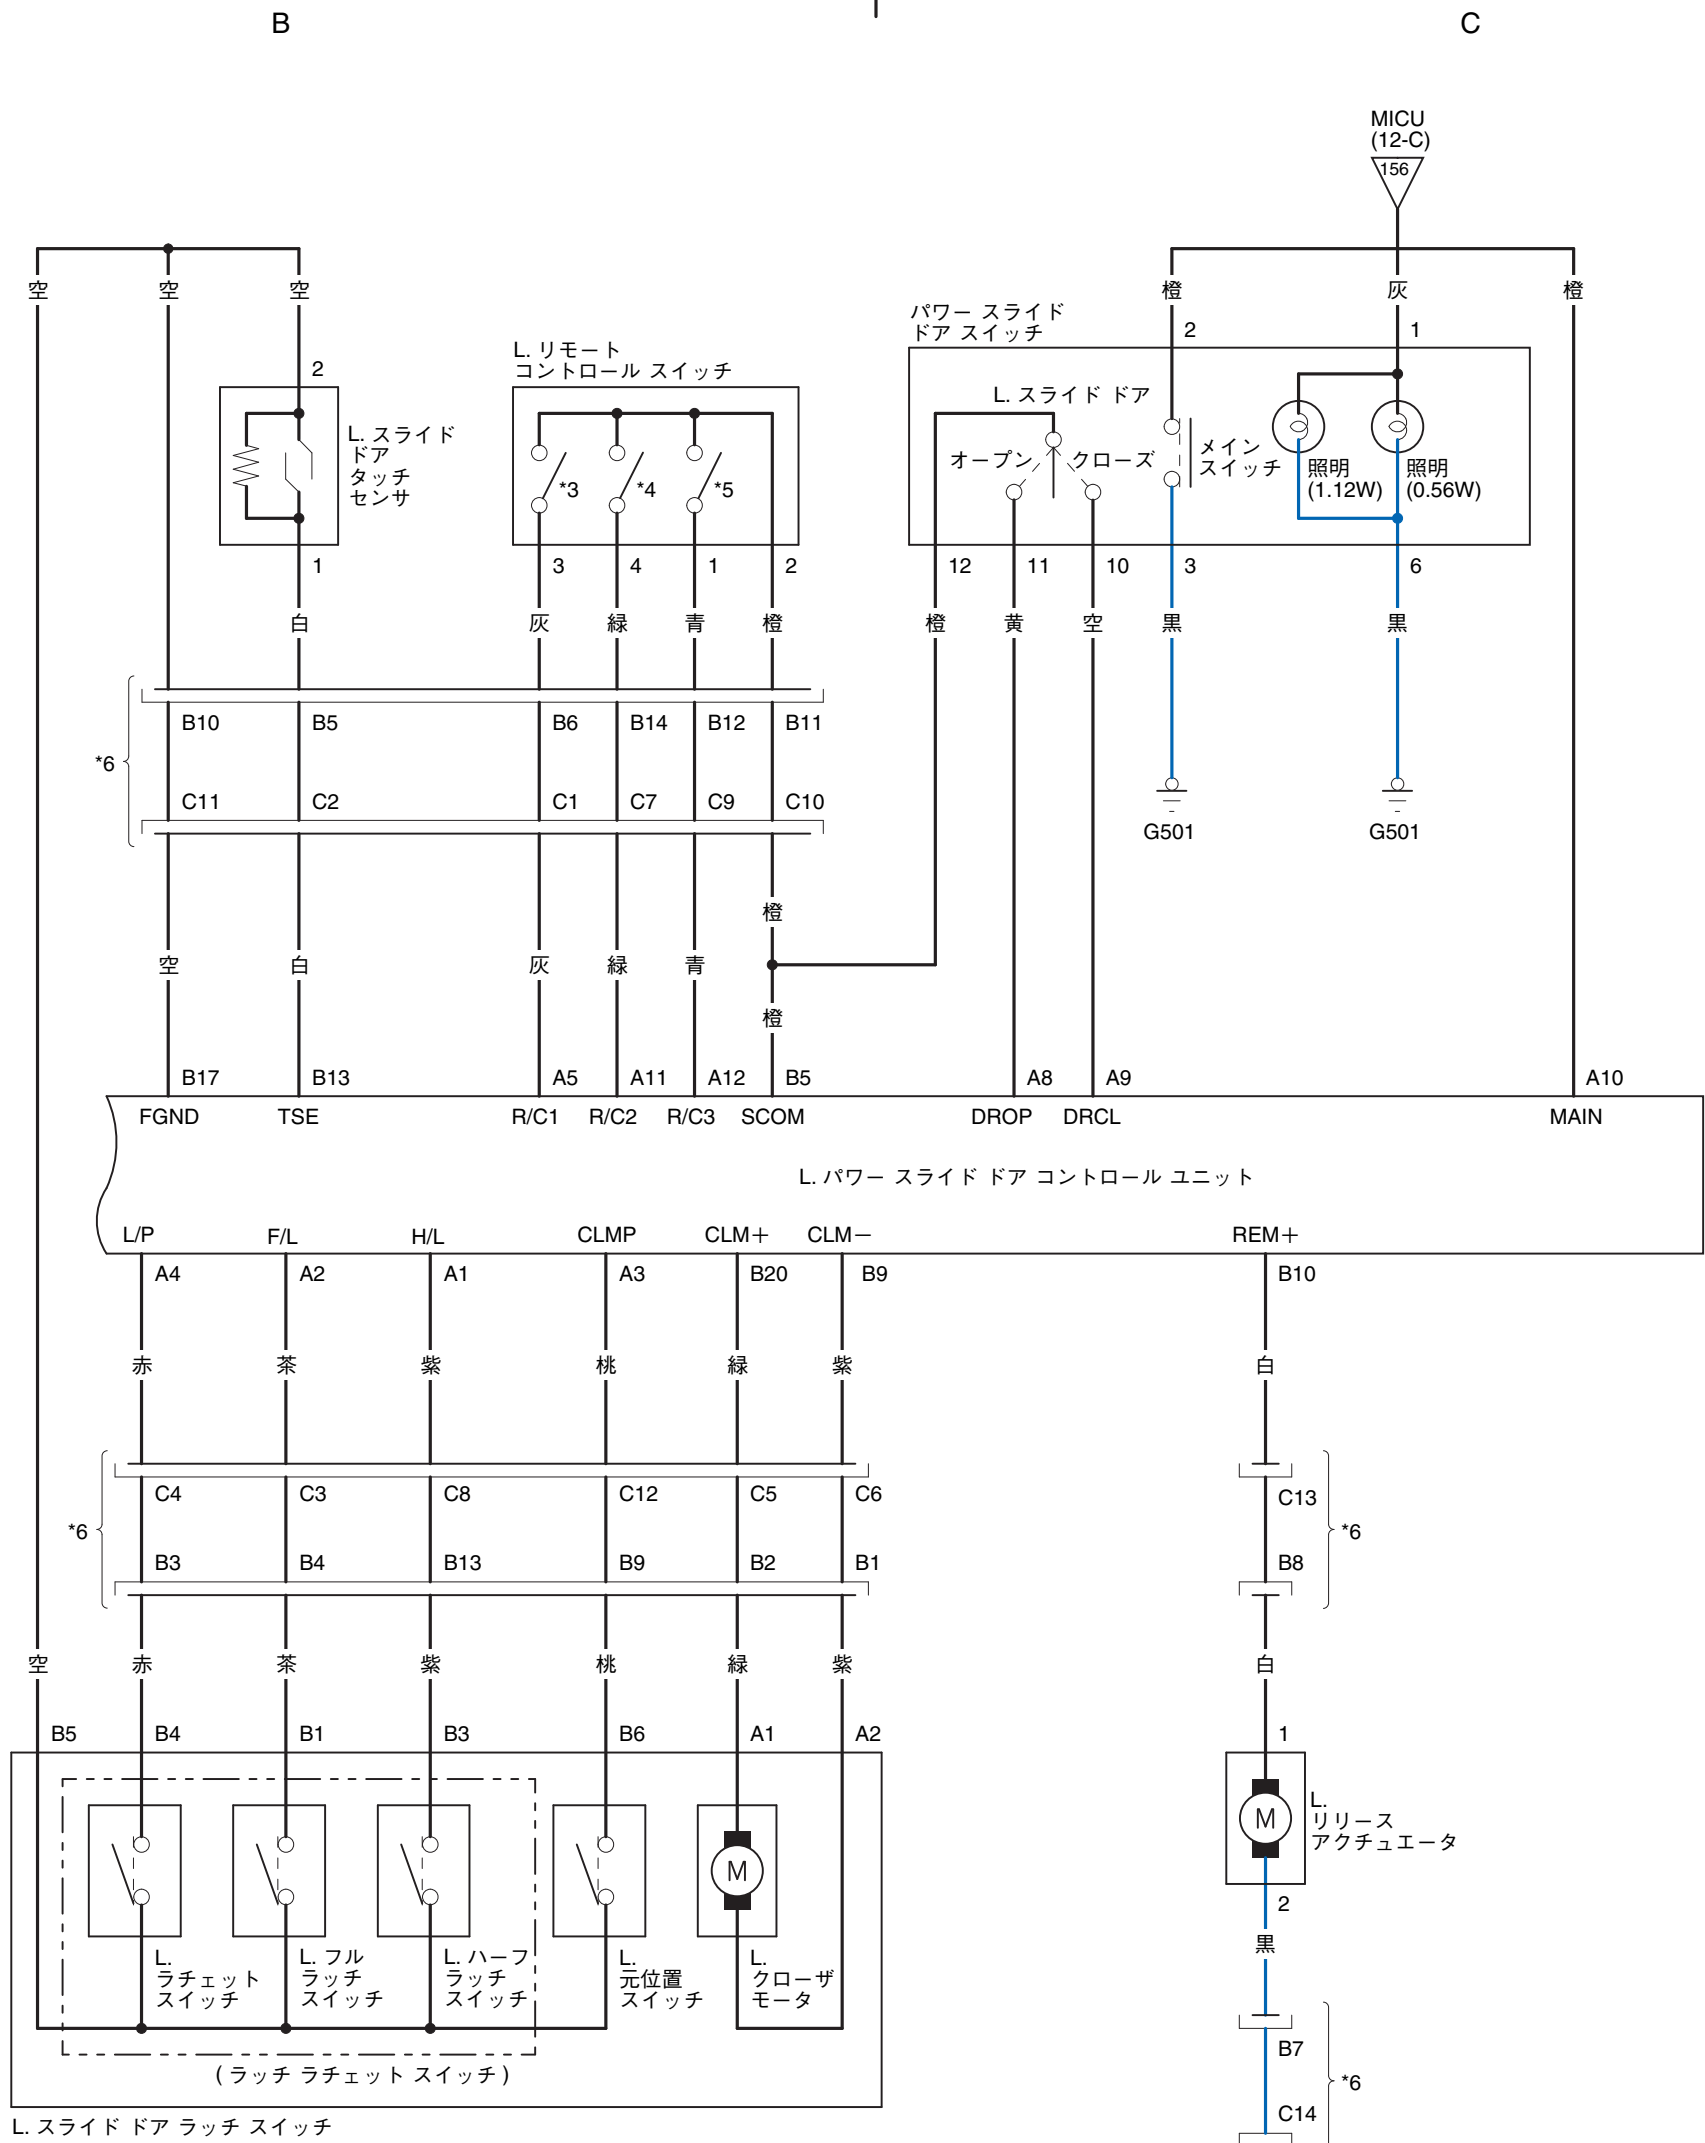 B
C
MICU
(12-C)
156
空 空 空 橙 灰 橙
パワー スライド
ドア スイッチ
2 1
L. リモート
コントロール スイッチ
2
L. スライド ドア
L. スライド
ドア
タッチ
センサ
*3 *4 *5
オープン クローズ
メイン
スイッチ
照明
(1.12W)
照明
(0.56W)
1 3 4 1 2 12 11 10 3 6
白 灰 緑 青 橙 橙 黄 空 黒 黒
B10 B5 B6 B14 B12 B11
*6
C11 C2 C1 C7 C9 C10
G501 G501
橙
空 白 灰 緑 青
橙
B17 B13 A5 A11 A12 B5 A8 A9 A10
FGND TSE R/C1 R/C2 R/C3 SCOM DROP DRCL MAIN
L. パワー スライド ドア コントロール ユニット
L/P F/L H/L CLMP CLM＋ CLM－ REM＋
A4 A2 A1 A3 B20 B9 B10
赤 茶 紫 桃 緑 紫 白
C4 C3 C8 C12 C5 C6 C13
*6 *6
B3 B4 B13 B9 B2 B1 B8
空 赤 茶 紫 桃 緑 紫 白
B5 B4 B1 B3 B6 A1 A2 1
M
L.
リリース
アクチュエータ
M
2
L.
ラチェット
スイッチ
L. フル
ラッチ
スイッチ
L. ハーフ
ラッチ
スイッチ
L.
元位置
スイッチ
L.
クローザ
モータ
黒
B7
(ラッチ ラチェット スイッチ)
*6
C14
L. スライド ドア ラッチ スイッチ